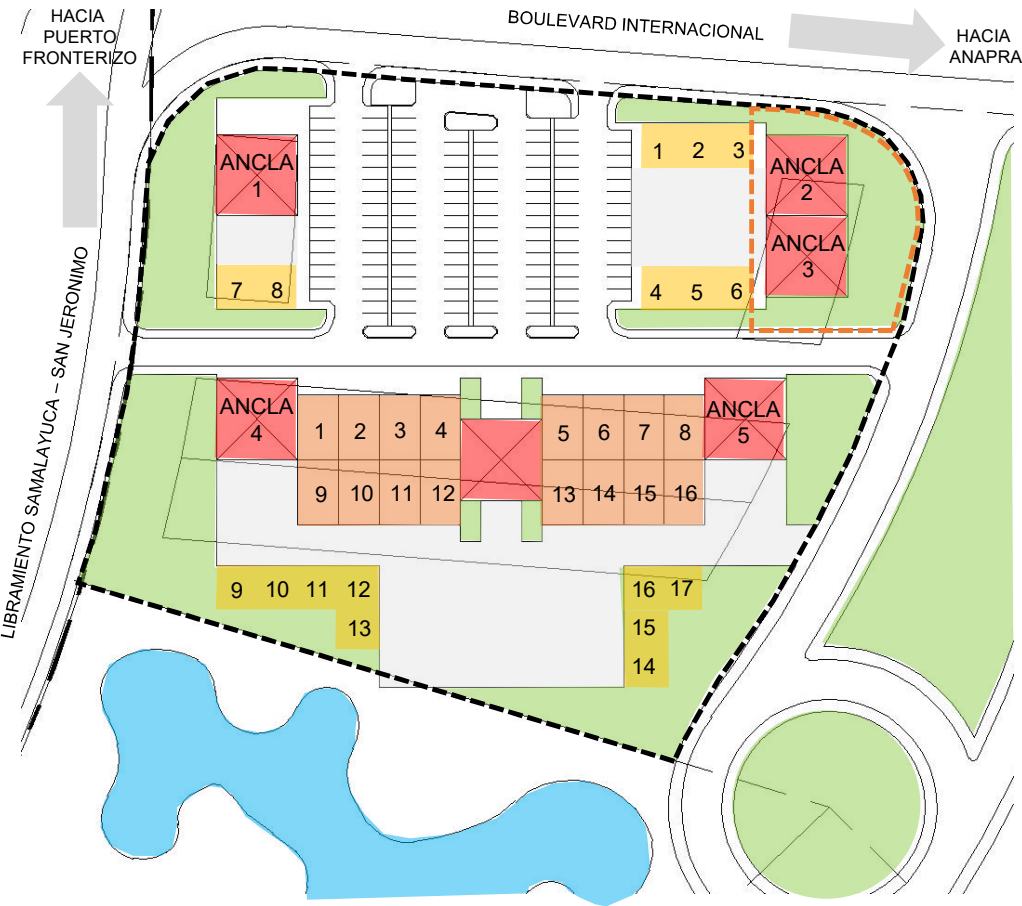 HACIA
PUERTO
FRONTERIZO
BOULEVARD INTERNACIONAL
HACIA
ANAPRA
LIBRAMIENTO SAMALAYUCA – SAN JERONIMO
ANCLA
1
1 2 3
ANCLA
2
ANCLA
3
7 8
4 5 6
ANCLA
4
1 2 3 4
5 6 7 8
ANCLA
5
9 10 11 12
13 14 15 16
9 10 11 12
13
16 17
15
14